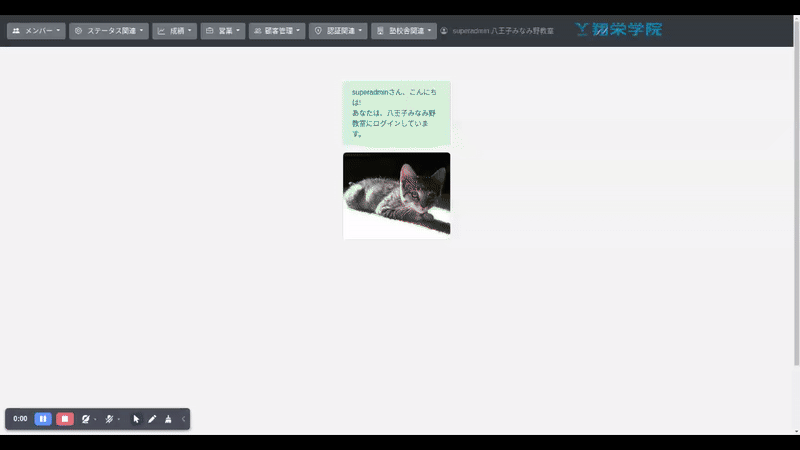 メンバー
ステータス関連
成績
営業
顧客管理
認証関連
塾校舎関連
superadmin 八王子みなみ野教室
翔栄学院
superadminさん、こんにち
は!
あなたは、八王子みなみ野
教室にログインしていま
す。
0:00